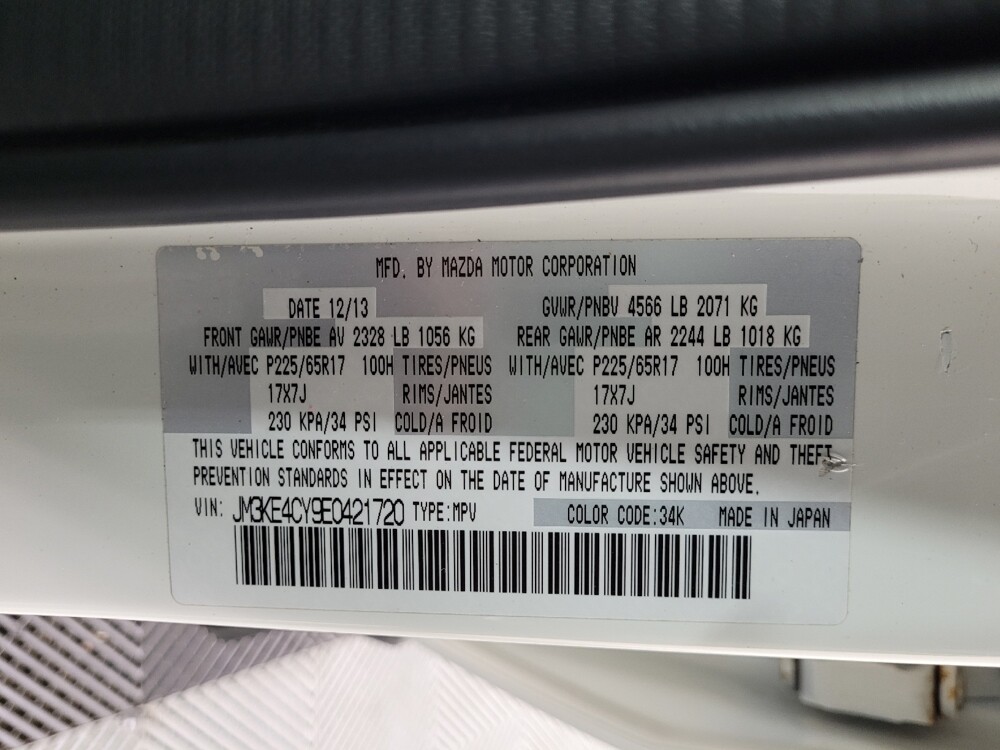 MFD. BY MAZDA MOTOR CORPORATION
DATE 12/13 GVWR/PNBV 4566 LB 2071 KG
FRONT GAWR/PNBE AV 2328 LB 1056 KG REAR GAWR/PNBE AR 2244 LB 1018 KG
WITH/AVEC P225/65R17 100H TIRES/PNEUS WITH/AVEC P225/65R17 100H TIRES/PNEUS
17X7J RIMS/JANTES 17X7J RIMS/JANTES
230 KPA/34 PSI COLD/A FROID 230 KPA/34 PSI COLD/A FROID
THIS VEHICLE CONFORMS TO ALL APPLICABLE FEDERAL MOTOR VEHICLE SAFETY AND THEFT
PREVENTION STANDARDS IN EFFECT ON THE DATE OF MANUFACTURE SHOWN ABOVE.
VIN: JM3KE4CY9E0421720 TYPE:MPV COLOR CODE:34K MADE IN JAPAN